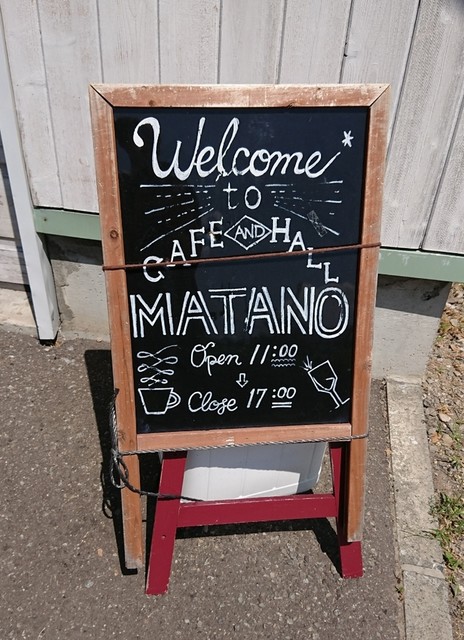 Welcome
to
CAFE AND HALL
MATANO
Open 11:00
Close 17:00